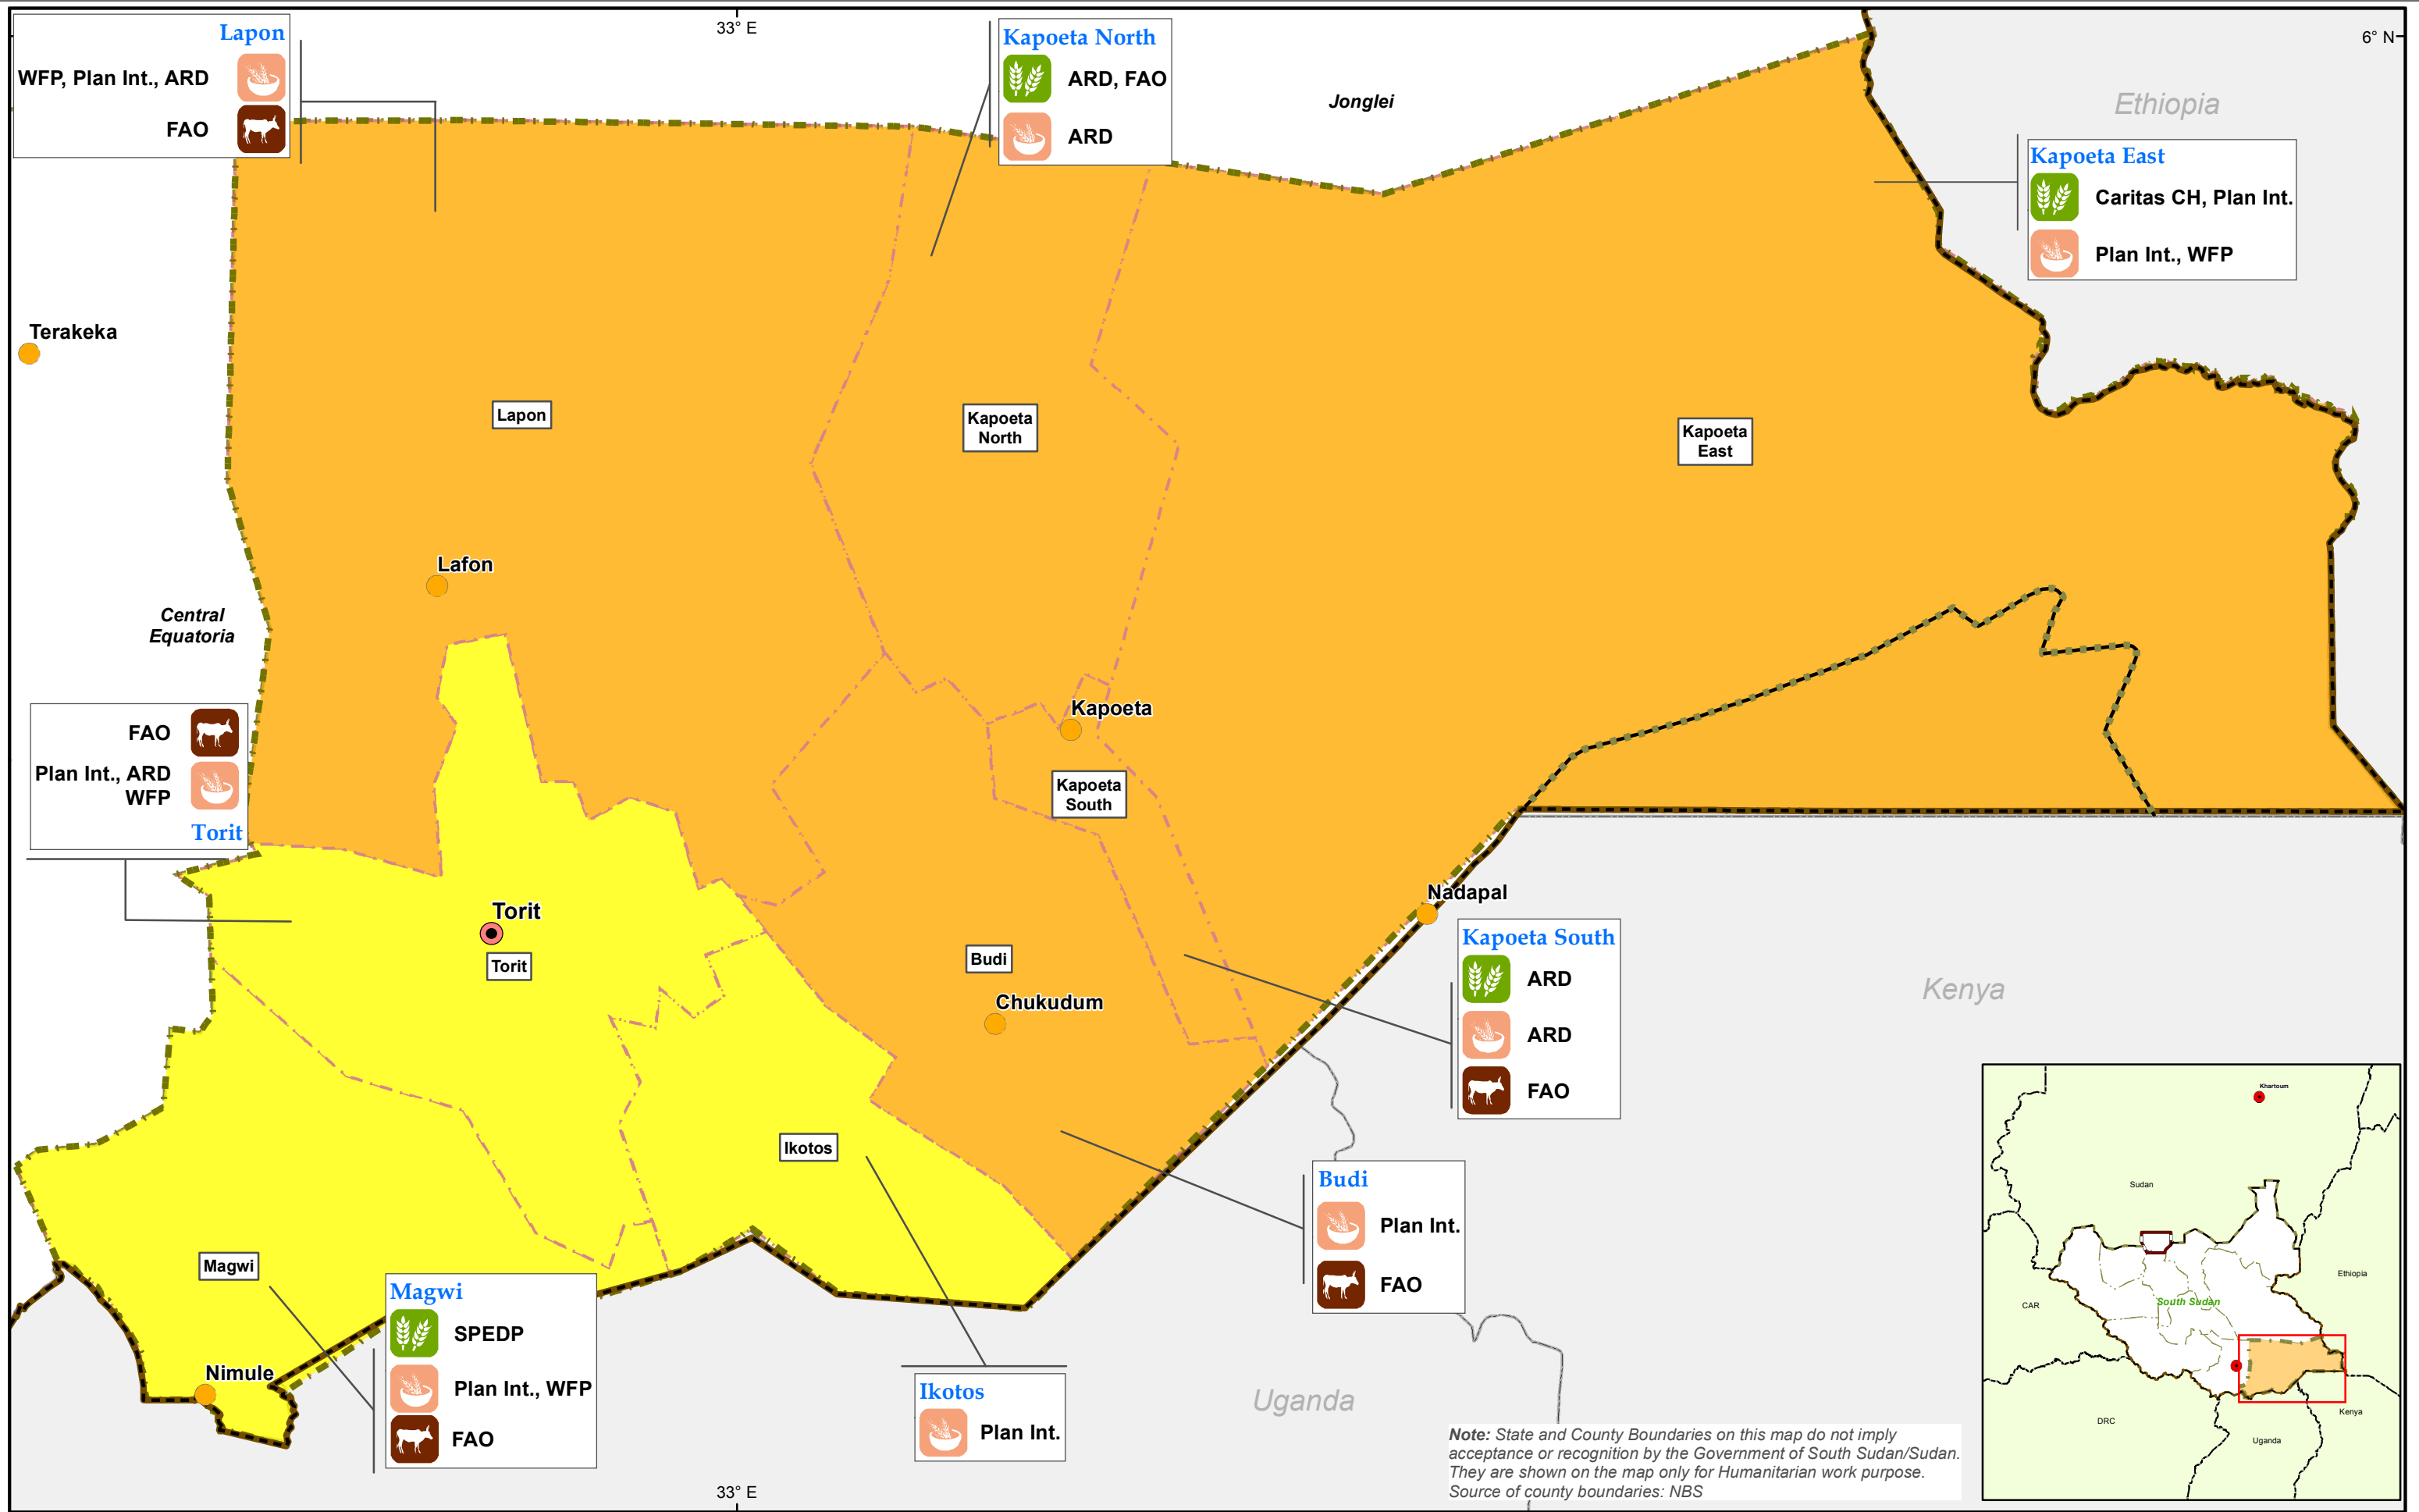 33° E
6° N
Lapon
WFP, Plan Int., ARD
FAO
Kapoeta North
ARD, FAO
ARD
Jonglei
Ethiopia
Kapoeta East
Caritas CH, Plan Int.
Plan Int., WFP
Terakeka
Lapon
Kapoeta
North
Kapoeta
East
Lafon
Central
Equatoria
FAO
Plan Int., ARD
WFP
Torit
Kapoeta
Kapoeta
South
Nadapal
Torit
Torit
Budi
Chukudum
Kapoeta South
ARD
ARD
FAO
Kenya
Ikotos
Budi
Plan Int.
FAO
Magwi
Nimule
Magwi
SPEDP
Plan Int., WFP
FAO
Ikotos
Plan Int.
Uganda
Note: State and County Boundaries on this map do not imply
acceptance or recognition by the Government of South Sudan/Sudan.
They are shown on the map only for Humanitarian work purpose.
Source of county boundaries: NBS
33° E
Khartoum
Sudan
Ethiopia
CAR
South Sudan
DRC
Kenya
Uganda